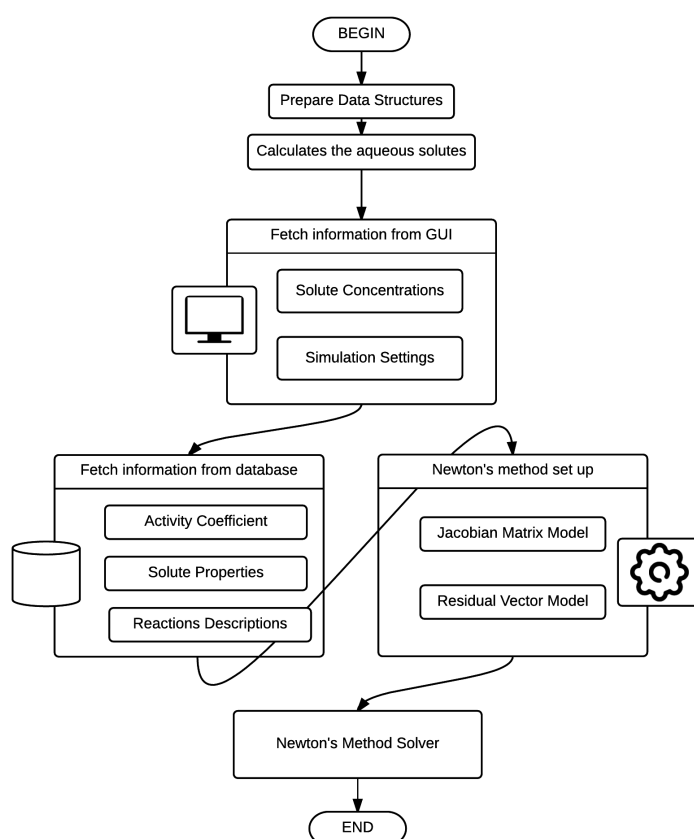 BEGIN
Prepare Data Structures
Calculates the aqueous solutes
Fetch information from GUI
Solute Concentrations
Simulation Settings
Fetch information from database
Activity Coefficient
Solute Properties
Reactions Descriptions
Newton's method set up
Jacobian Matrix Model
Residual Vector Model
Newton's Method Solver
END